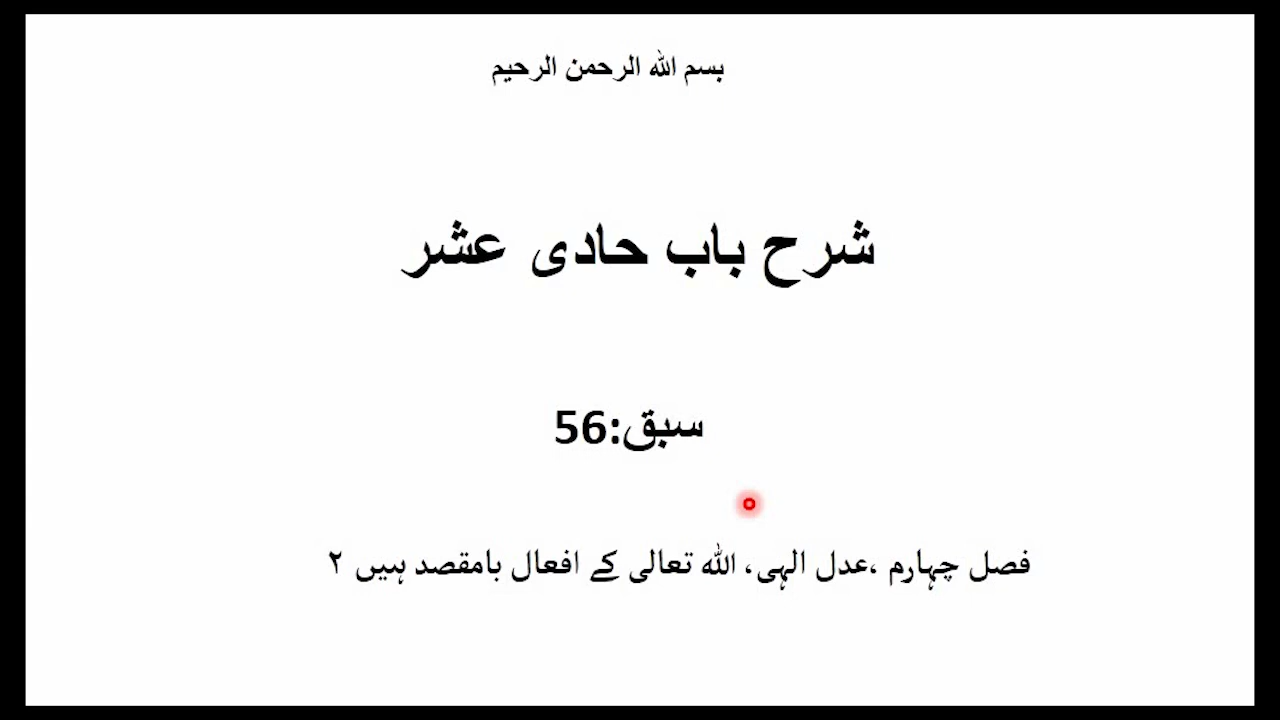 بسم الله الرحمن الرحیم
شرح باب حادی عشر
سبق:56
فصل چہارم ،عدل الہی، اللہ تعالی کے افعال بامقصد ہیں ۲